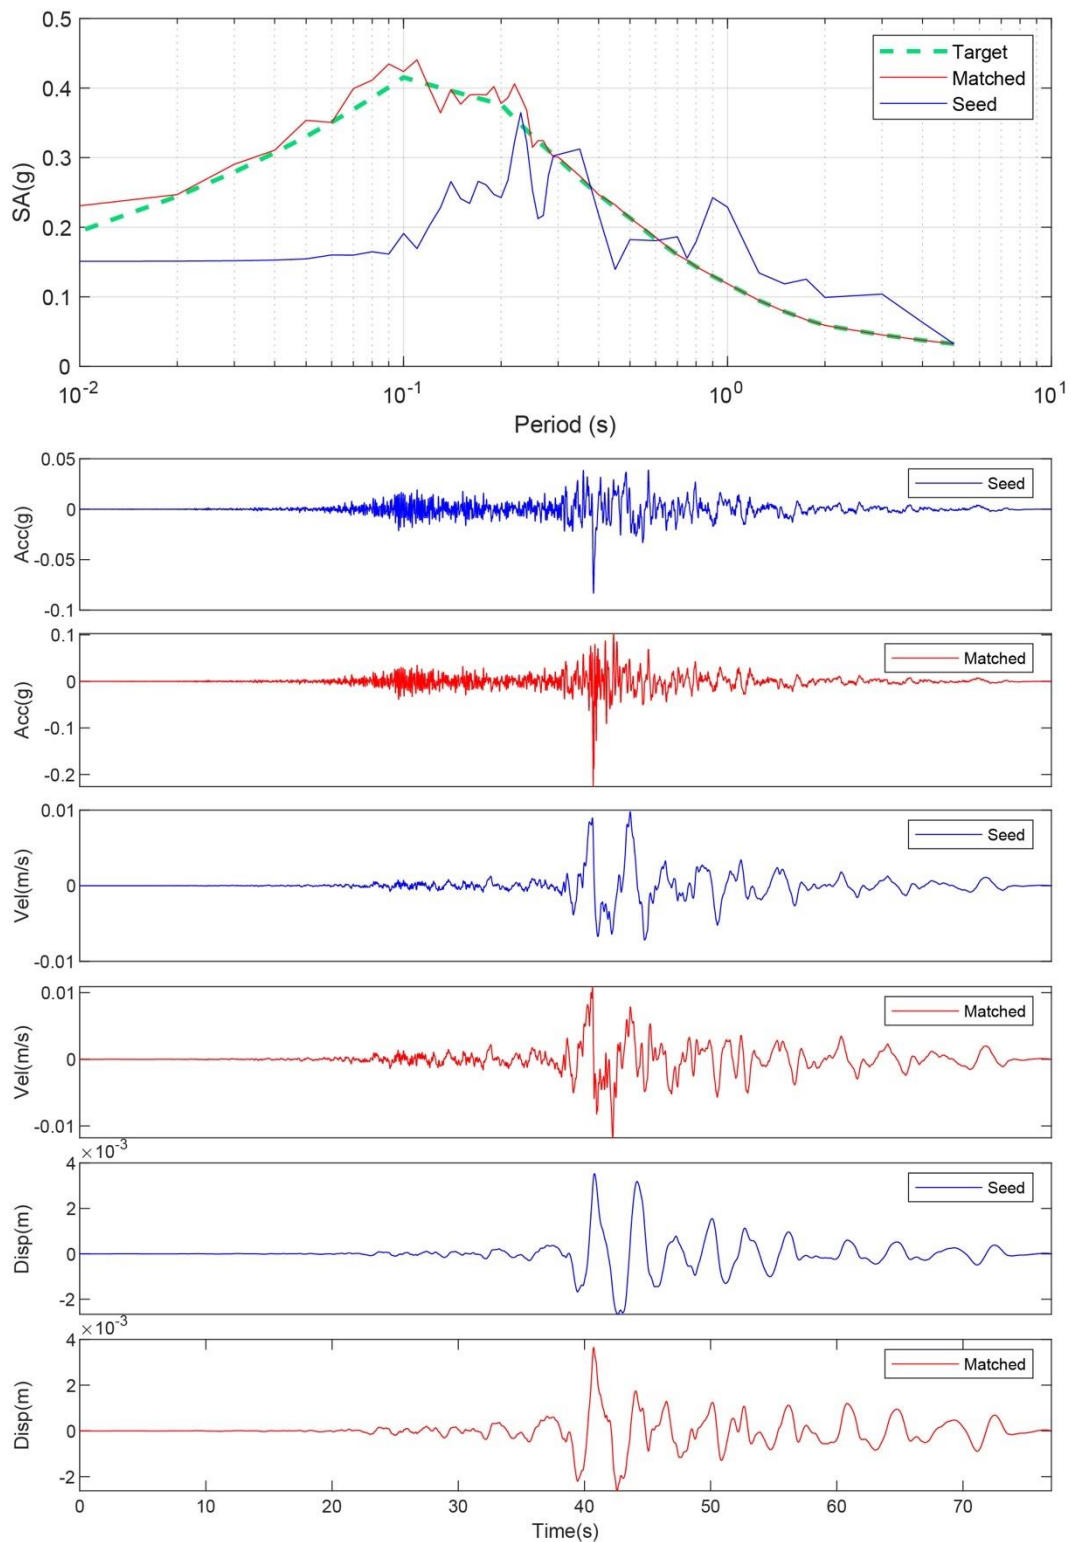 0.5
0.4
0.3
0.2
0.1
0
SA(g)
Target
Matched
Seed
10-2 10-1 100 101
Period (s)
0.05
0
-0.05
-0.1
Acc(g)
Seed
0.1
0
-0.1
-0.2
Acc(g)
Matched
0.01
0
-0.01
Vel(m/s)
Seed
0.01
0
-0.01
Vel(m/s)
Matched
×10-3
4
2
0
-2
Disp(m)
Seed
×10-3
4
2
0
-2
Disp(m)
Matched
0 10 20 30 40 50 60 70
Time(s)